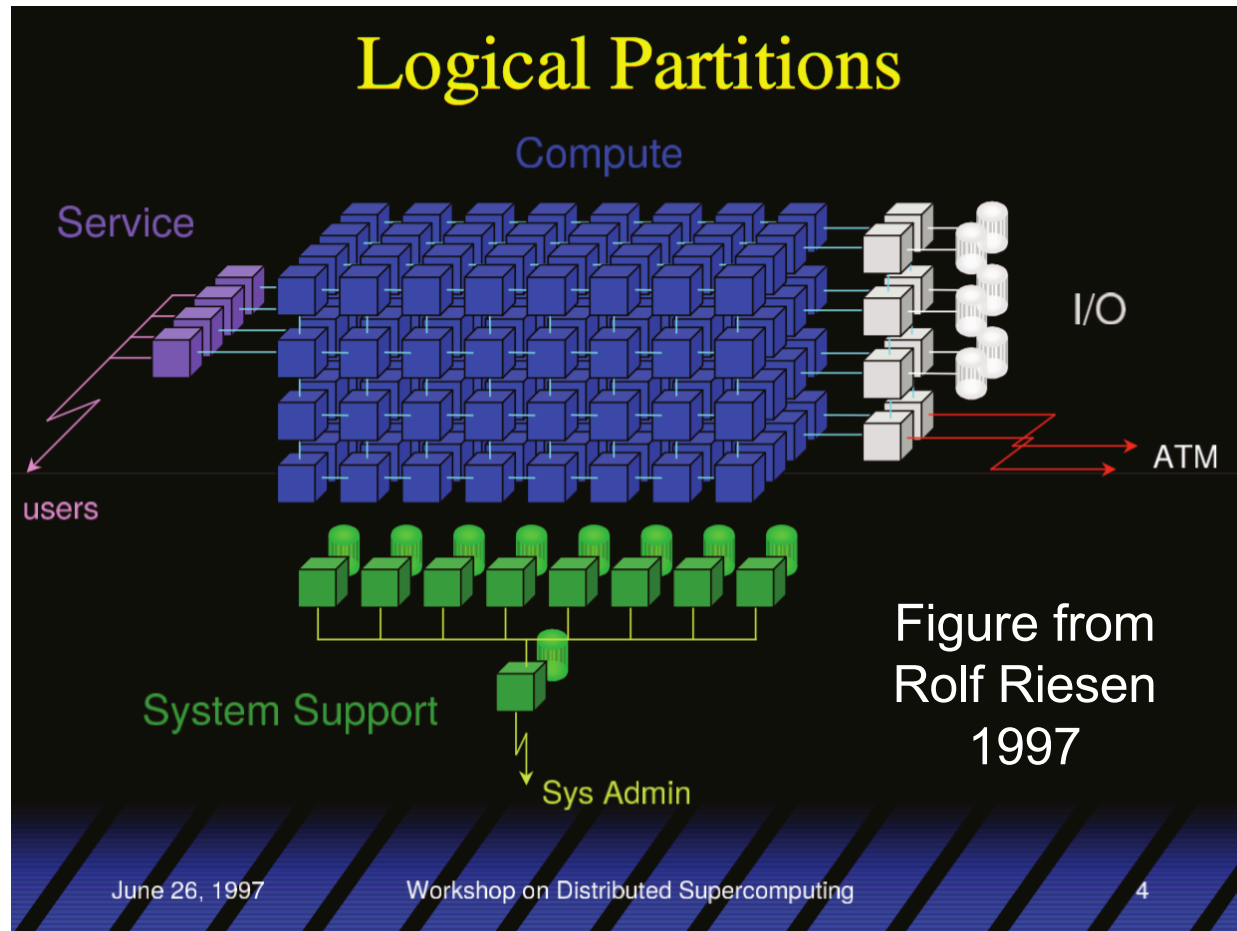 Logical Partitions
Compute
Service
I/O
ATM
users
Figure from
Rolf Riesen
1997
System Support
Sys Admin
June 26, 1997 Workshop on Distributed Supercomputing 4